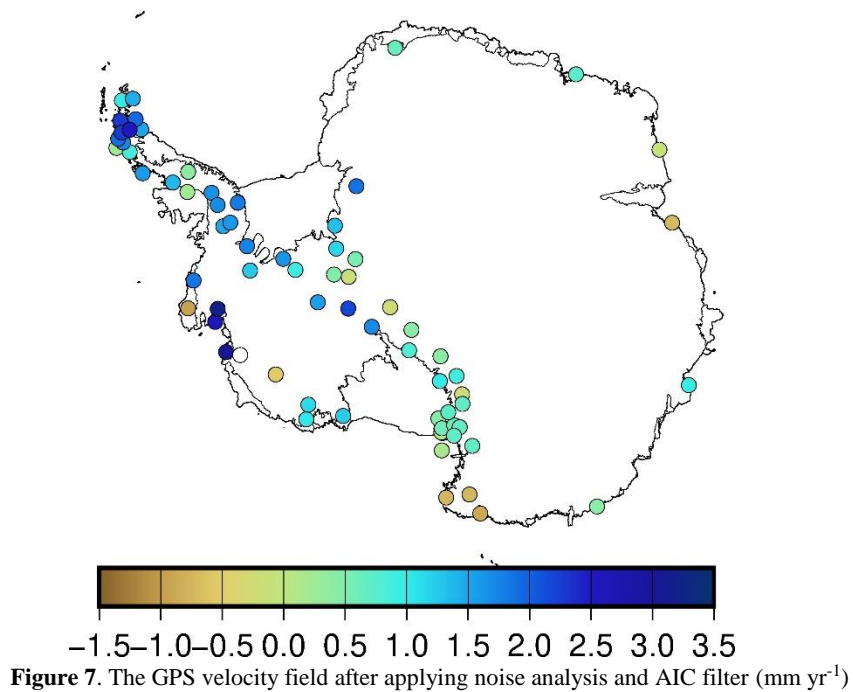 −1.5−1.0−0.5 0.0 0.5 1.0 1.5 2.0 2.5 3.0 3.5
Figure 7. The GPS velocity field after applying noise analysis and AIC filter (mm yr⁻¹)